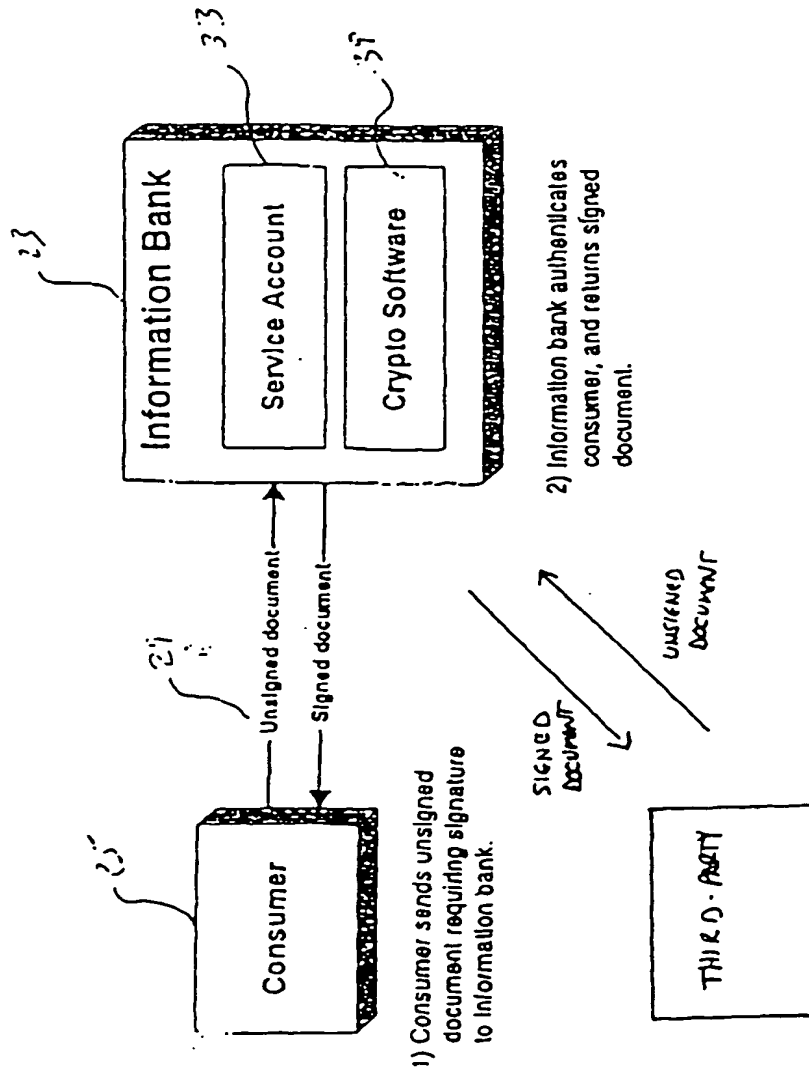 23
Information Bank
33
Service Account
Crypto Software
Unsigned document
Signed document
25
Consumer
1) Consumer sends unsigned
document requiring signature
to Information bank.
2) Information bank authenticates
consumer, and returns signed
document.
SIGNED
DOCUMENT
UNSIGNED
DOCUMENT
THIRD-PARTY